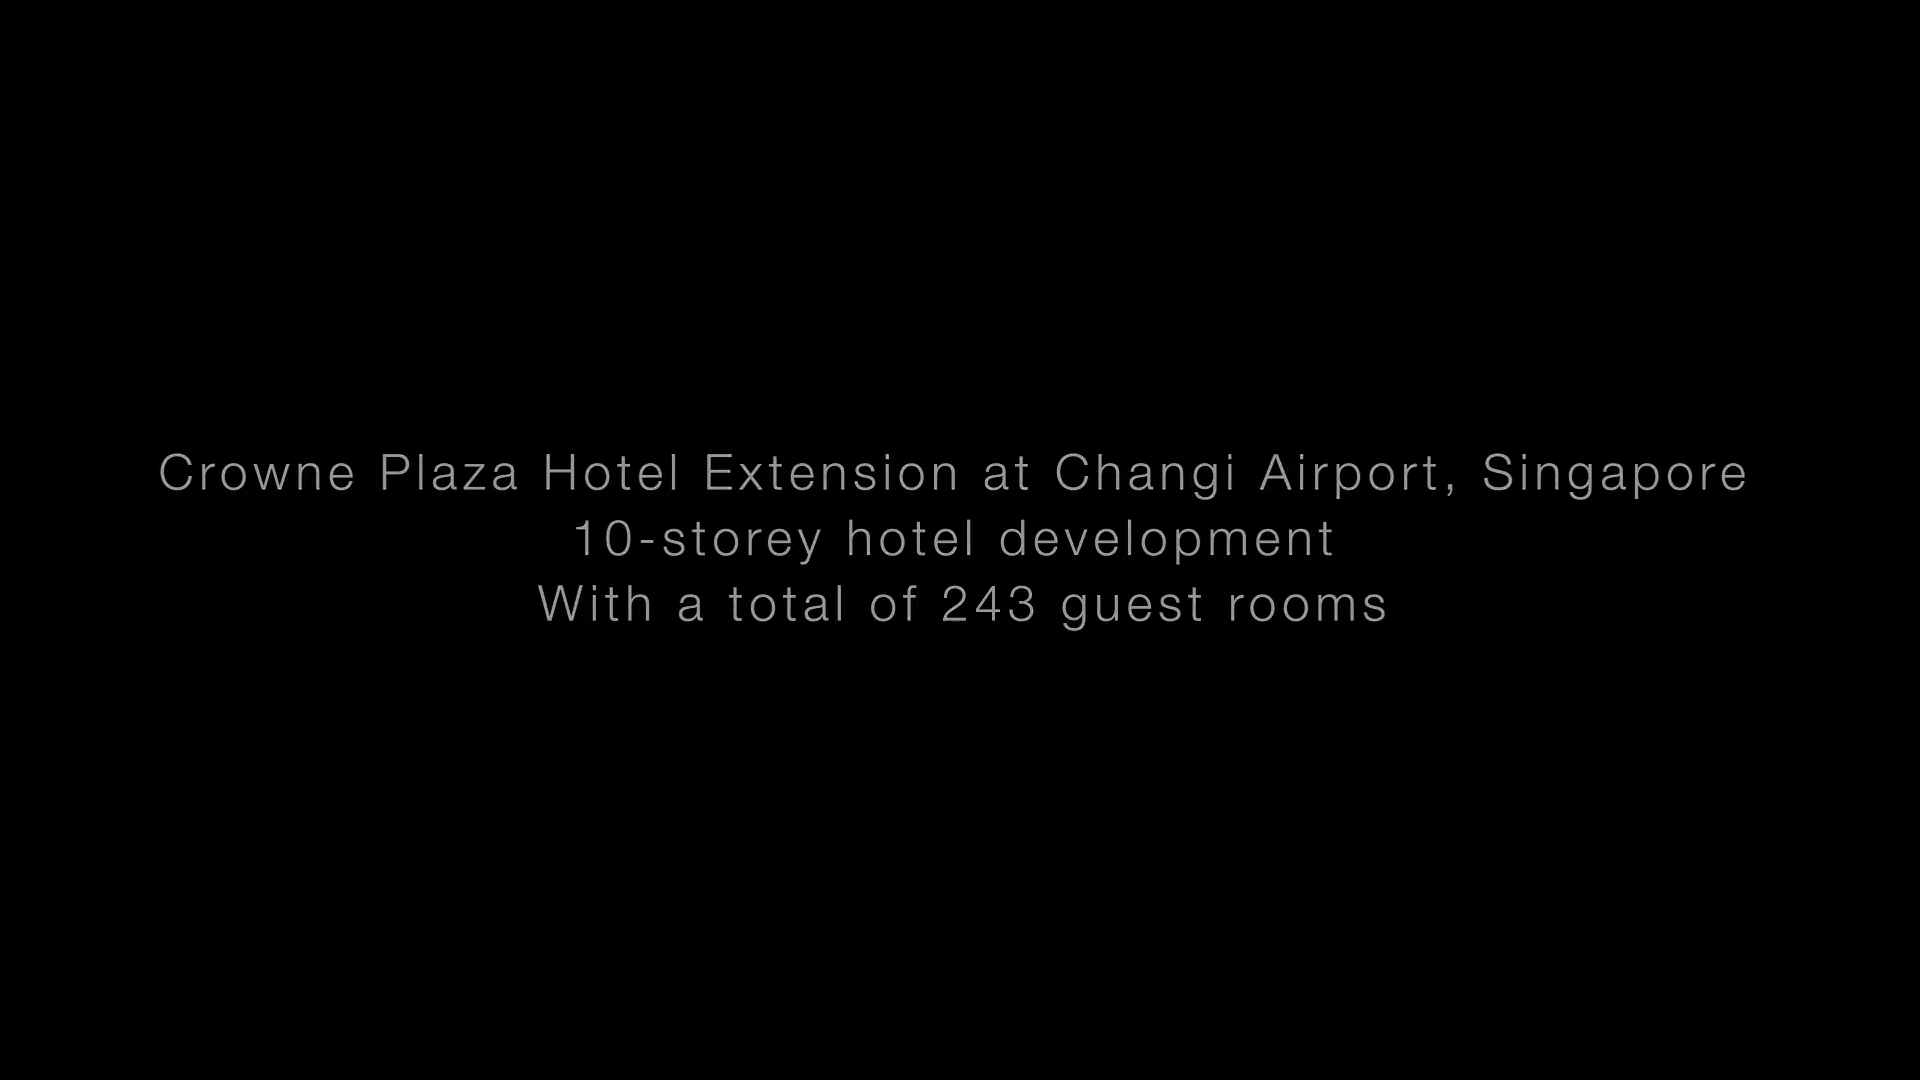 Crowne Plaza Hotel Extension at Changi Airport, Singapore
10-storey hotel development
With a total of 243 guest rooms